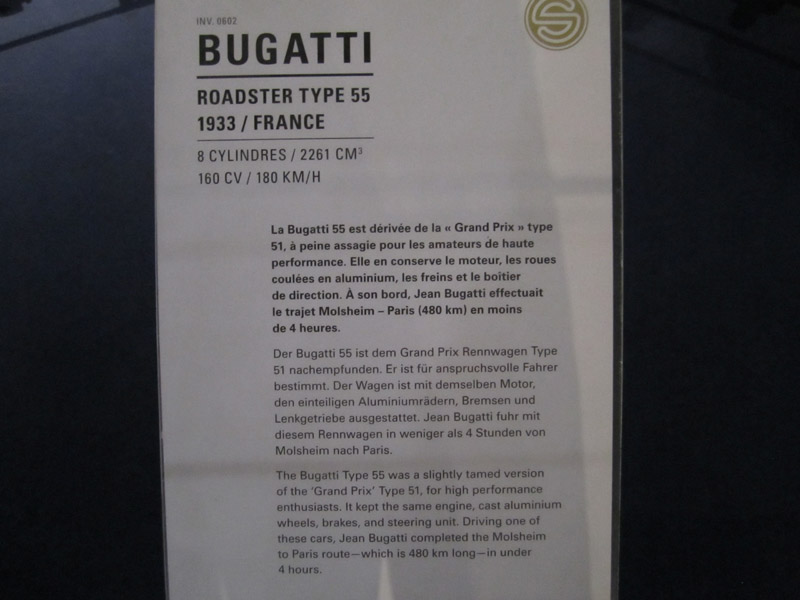 INV. 0602
BUGATTI
ROADSTER TYPE 55
1933 / FRANCE
8 CYLINDRES / 2261 CM³
160 CV / 180 KM/H
La Bugatti 55 est dérivée de la « Grand Prix » type
51, à peine assagie pour les amateurs de haute
performance. Elle en conserve le moteur, les roues
coulées en aluminium, les freins et le boîtier
de direction. À son bord, Jean Bugatti effectuait
le trajet Molsheim – Paris (480 km) en moins
de 4 heures.
Der Bugatti 55 ist dem Grand Prix Rennwagen Type
51 nachempfunden. Er ist für anspruchsvolle Fahrer
bestimmt. Der Wagen ist mit demselben Motor,
den einteiligen Aluminiumrädern, Bremsen und
Lenkgetriebe ausgestattet. Jean Bugatti fuhr mit
diesem Rennwagen in weniger als 4 Stunden von
Molsheim nach Paris.
The Bugatti Type 55 was a slightly tamed version
of the ‘Grand Prix’ Type 51, for high performance
enthusiasts. It kept the same engine, cast aluminium
wheels, brakes, and steering unit. Driving one of
these cars, Jean Bugatti completed the Molsheim
to Paris route—which is 480 km long—in under
4 hours.